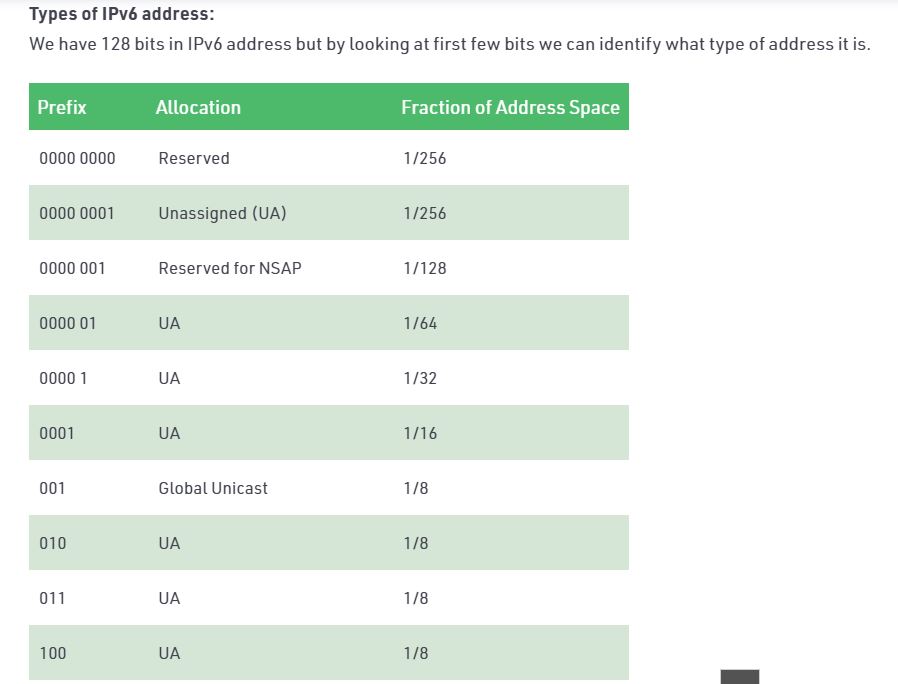 Types of IPv6 address:
We have 128 bits in IPv6 address but by looking at first few bits we can identify what type of address it is.
Prefix Allocation Fraction of Address Space
0000 0000 Reserved 1/256
0000 0001 Unassigned (UA) 1/256
0000 001 Reserved for NSAP 1/128
0000 01 UA 1/64
0000 1 UA 1/32
0001 UA 1/16
001 Global Unicast 1/8
010 UA 1/8
011 UA 1/8
100 UA 1/8